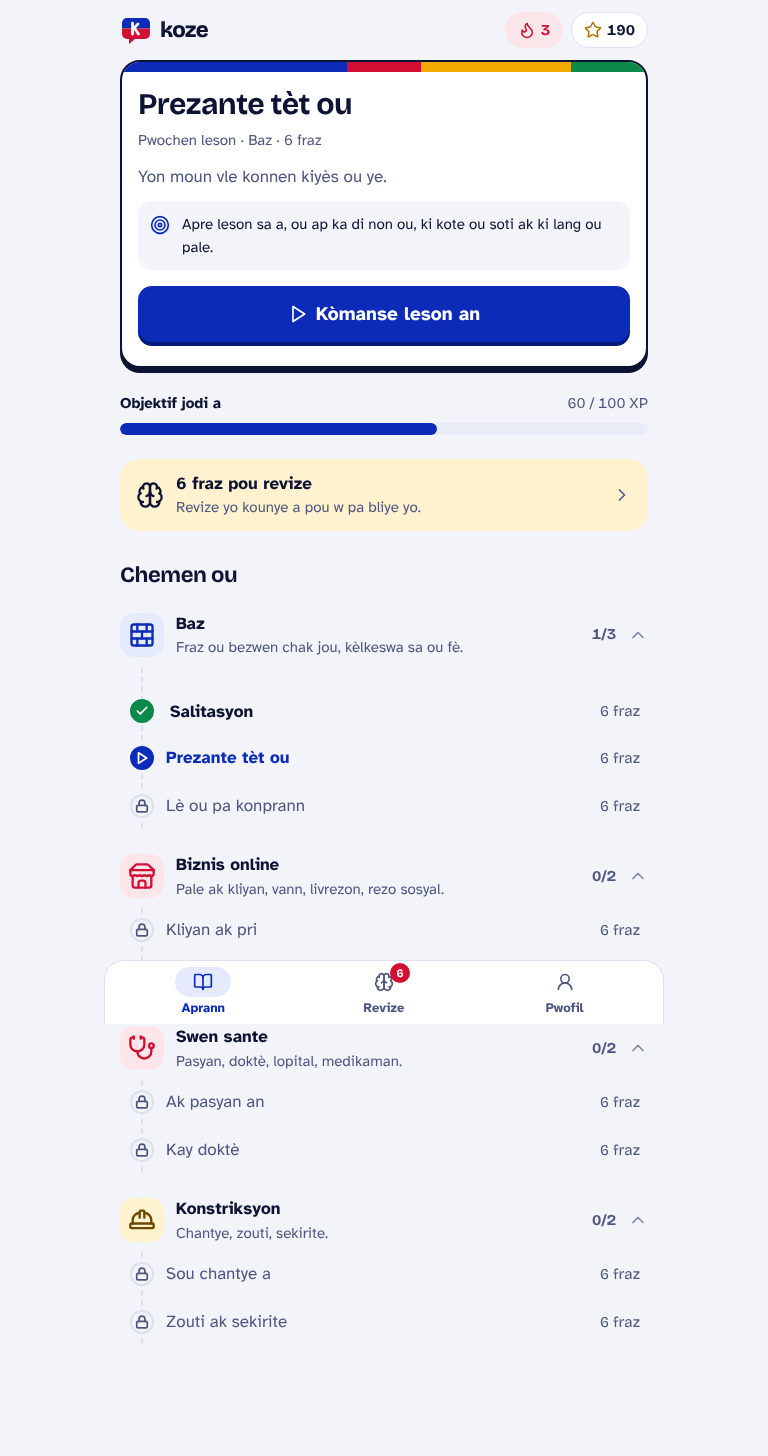 koze
3
190
Prezante tèt ou
Pwochen leson · Baz · 6 fraz
Yon moun vle konnen kiyès ou ye.
Apre leson sa a, ou ap ka di non ou, ki kote ou soti ak ki lang ou
pale.
Kòmanse leson an
Objektif jodi a
60 / 100 XP
6 fraz pou revize
Revize yo kounye a pou w pa bliye yo.
Chemen ou
Baz
Fraz ou bezwen chak jou, kèlkeswa sa ou fè.
1/3
Salitasyon
6 fraz
Prezante tèt ou
6 fraz
Lè ou pa konprann
6 fraz
Biznis online
Pale ak kliyan, vann, livrezon, rezo sosyal.
0/2
Kliyan ak pri
6 fraz
6
Aprann
Revize
Pwofil
Swen sante
Pasyan, doktè, lopital, medikaman.
0/2
Ak pasyan an
6 fraz
Kay doktè
6 fraz
Konstriksyon
Chantye, zouti, sekirite.
0/2
Sou chantye a
6 fraz
Zouti ak sekirite
6 fraz